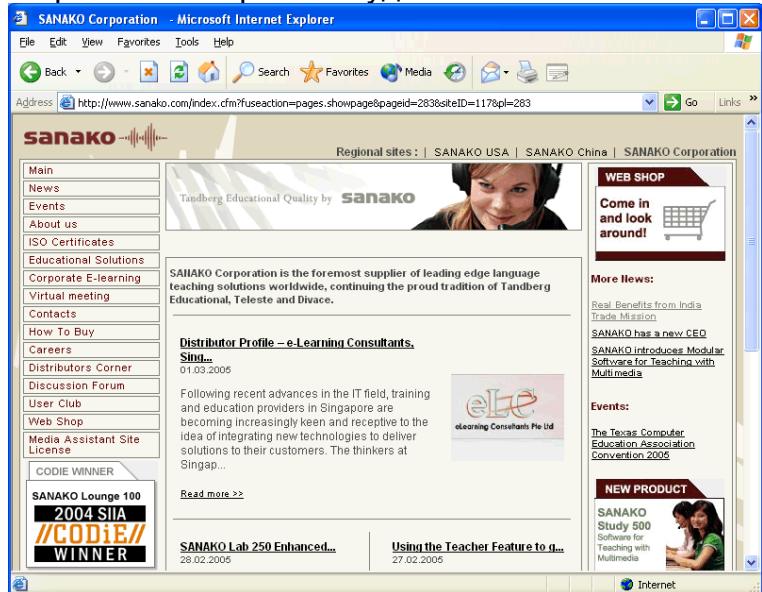 SANAKO Corporation - Microsoft Internet Explorer
File Edit View Favorites Tools Help
Back Search Favorites Media
Address http://www.sanako.com/index.cfm?fuseaction=pages.showpage&pageid=283&siteID=117&pl=283 Go Links »
sanako
Regional sites : | SANAKO USA | SANAKO China | SANAKO Corporation
Main
News
Events
About us
ISO Certificates
Educational Solutions
Corporate E-learning
Virtual meeting
Contacts
How To Buy
Careers
Distributors Corner
Discussion Forum
User Club
Web Shop
Media Assistant Site
License
CODIE WINNER
SANAKO Lounge 100
2004 SIIA
//CODiE//
WINNER
Tandberg Educational Quality by sanako
SANAKO Corporation is the foremost supplier of leading edge language
teaching solutions worldwide, continuing the proud tradition of Tandberg
Educational, Teleste and Divace.
Distributor Profile – e-Learning Consultants,
Sing...
01.03.2005
Following recent advances in the IT field, training
and education providers in Singapore are
becoming increasingly keen and receptive to the
idea of integrating new technologies to deliver
solutions to their customers. The thinkers at
Singap...
eLC
eLearning Consultants Pte Ltd
Read more >>
SANAKO Lab 250 Enhanced...
28.02.2005
Using the Teacher Feature to g...
27.02.2005
WEB SHOP
Come in
and look
around!
More News:
Real Benefits from India
Trade Mission
SANAKO has a new CEO
SANAKO introduces Modular
Software for Teaching with
Multimedia
Events:
The Texas Computer
Education Association
Convention 2005
NEW PRODUCT
SANAKO
Study 500
Software for
Teaching with
Multimedia
Internet